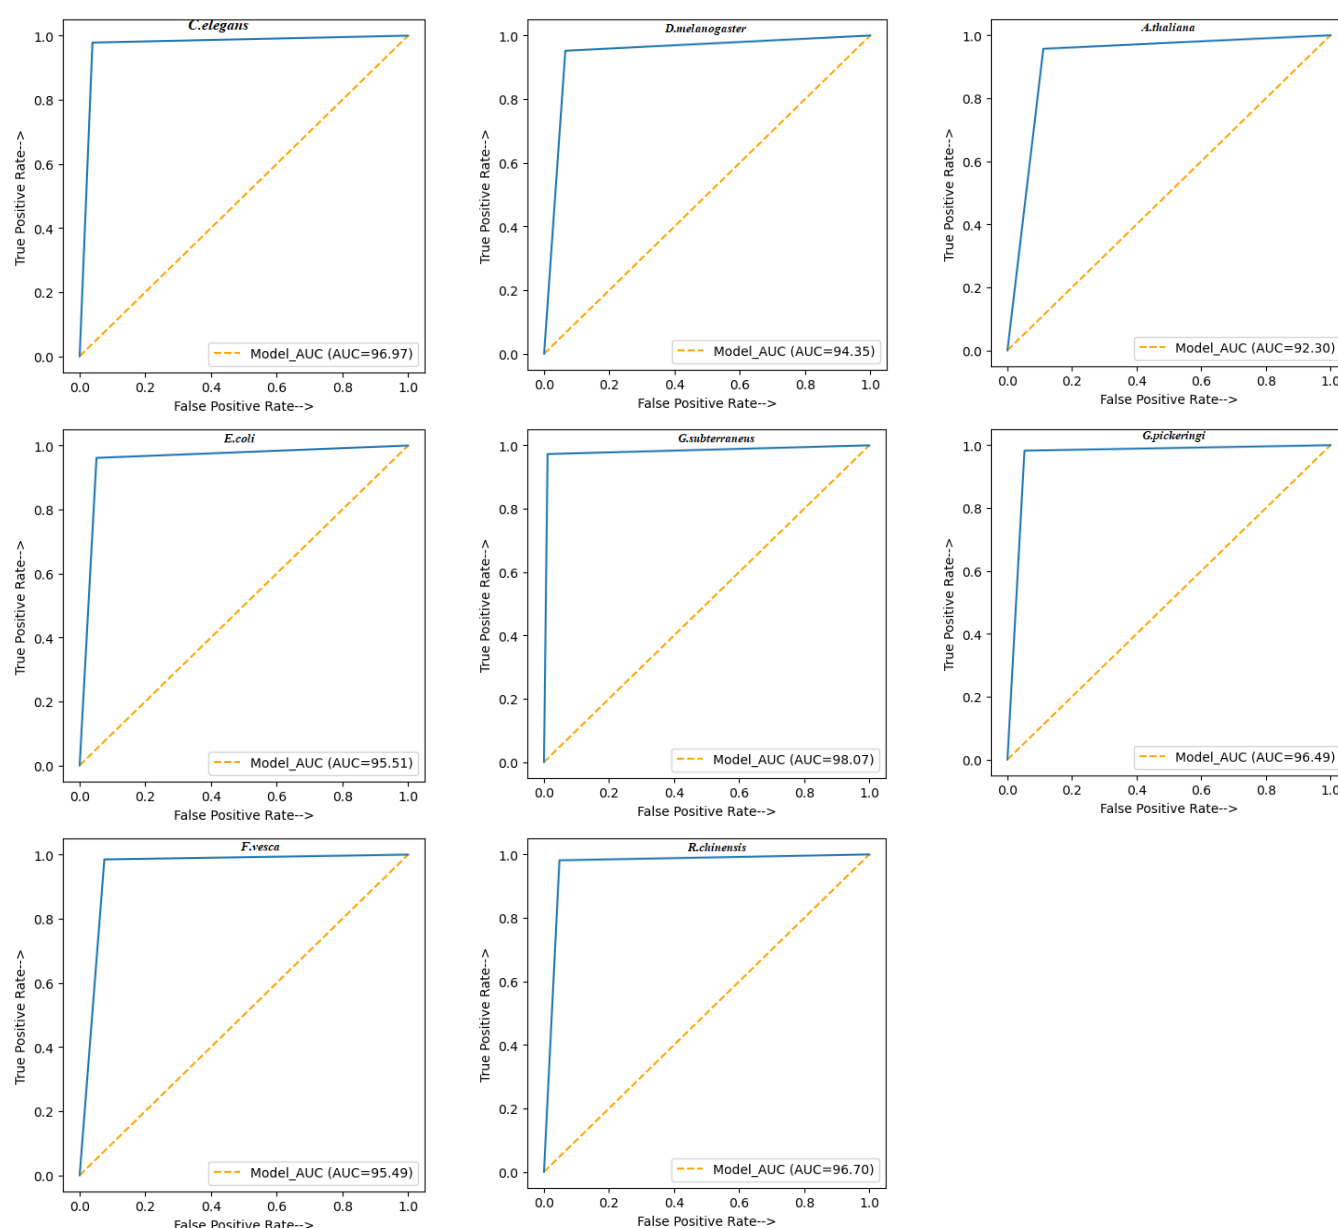 C.elegans
True Positive Rate-->
1.0
0.8
0.6
0.4
0.2
0.0
Model_AUC (AUC=96.97)
0.0 0.2 0.4 0.6 0.8 1.0
False Positive Rate-->
D.melanogaster
True Positive Rate-->
1.0
0.8
0.6
0.4
0.2
0.0
Model_AUC (AUC=94.35)
0.0 0.2 0.4 0.6 0.8 1.0
False Positive Rate-->
A.thaliana
True Positive Rate-->
1.0
0.8
0.6
0.4
0.2
0.0
Model_AUC (AUC=92.30)
0.0 0.2 0.4 0.6 0.8 1.0
False Positive Rate-->
E.coli
True Positive Rate-->
1.0
0.8
0.6
0.4
0.2
0.0
Model_AUC (AUC=95.51)
0.0 0.2 0.4 0.6 0.8 1.0
False Positive Rate-->
G.subterraneus
True Positive Rate-->
1.0
0.8
0.6
0.4
0.2
0.0
Model_AUC (AUC=98.07)
0.0 0.2 0.4 0.6 0.8 1.0
False Positive Rate-->
G.pickeringi
True Positive Rate-->
1.0
0.8
0.6
0.4
0.2
0.0
Model_AUC (AUC=96.49)
0.0 0.2 0.4 0.6 0.8 1.0
False Positive Rate-->
F.vesca
True Positive Rate-->
1.0
0.8
0.6
0.4
0.2
0.0
Model_AUC (AUC=95.49)
0.0 0.2 0.4 0.6 0.8 1.0
False Positive Rate-->
R.chinensis
True Positive Rate-->
1.0
0.8
0.6
0.4
0.2
0.0
Model_AUC (AUC=96.70)
0.0 0.2 0.4 0.6 0.8 1.0
False Positive Rate-->